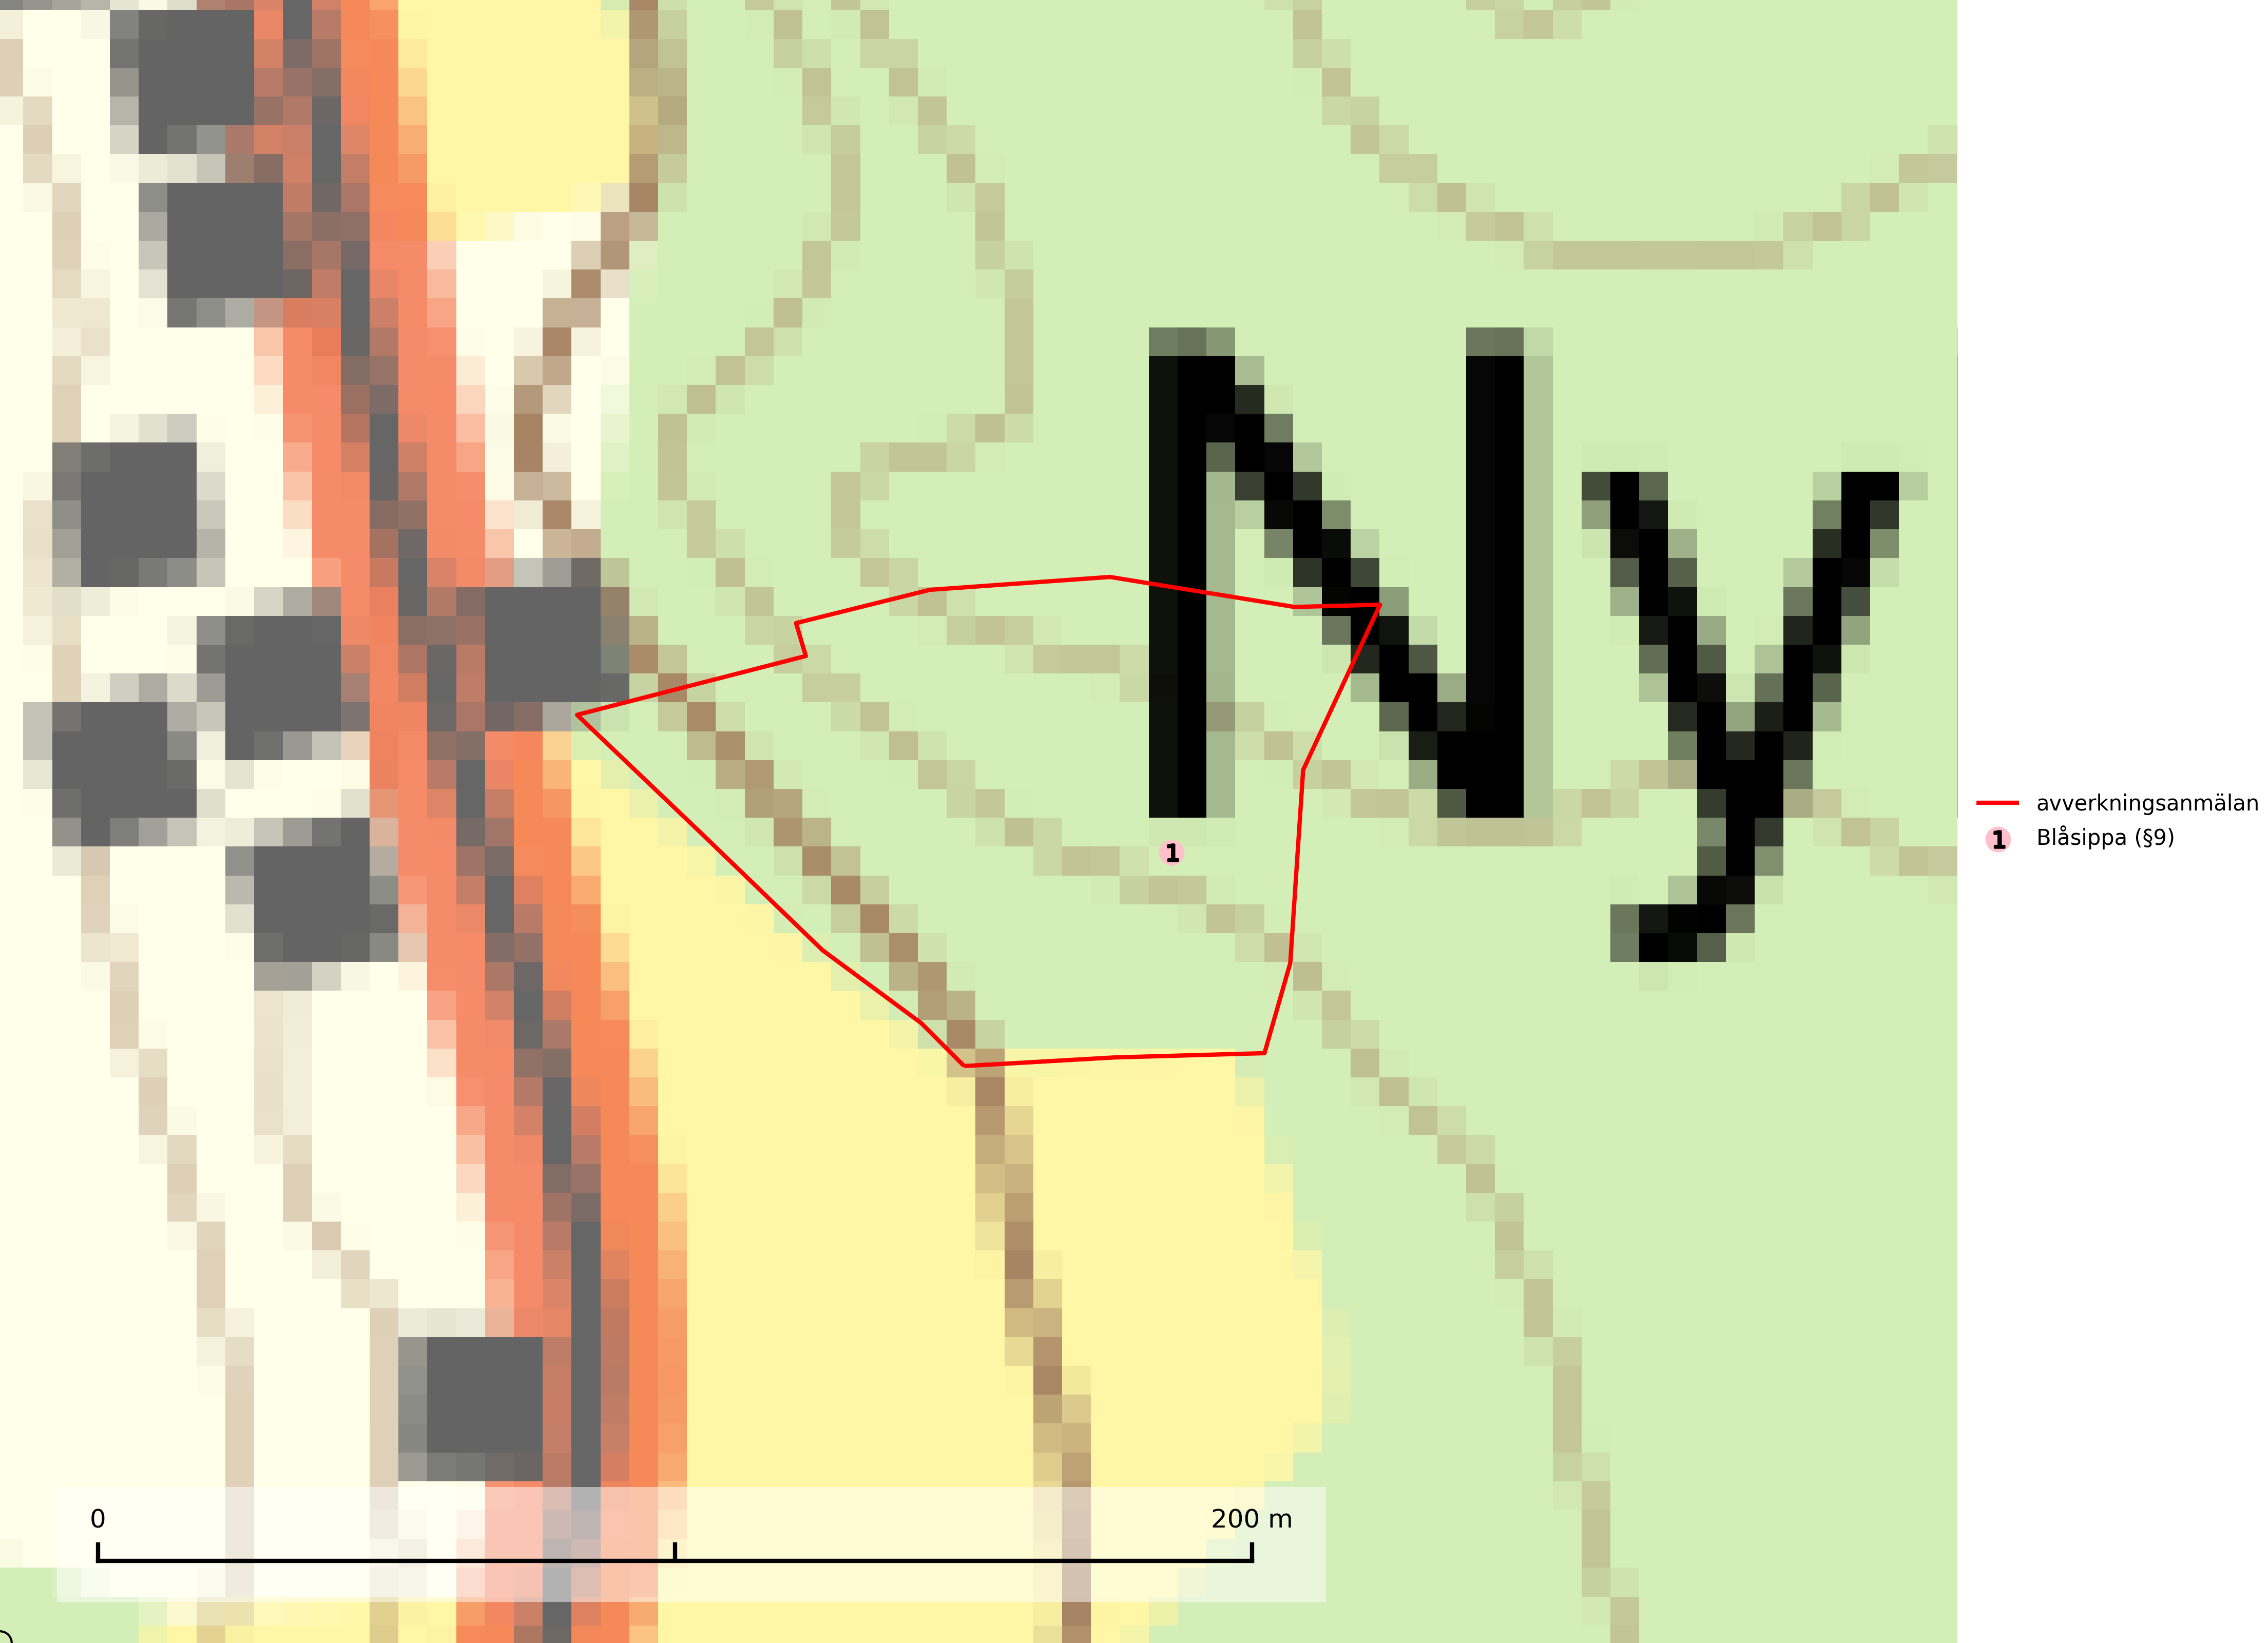 Ny
1
avverkningsanmälan
1 Blåsippa (§9)
0 200 m